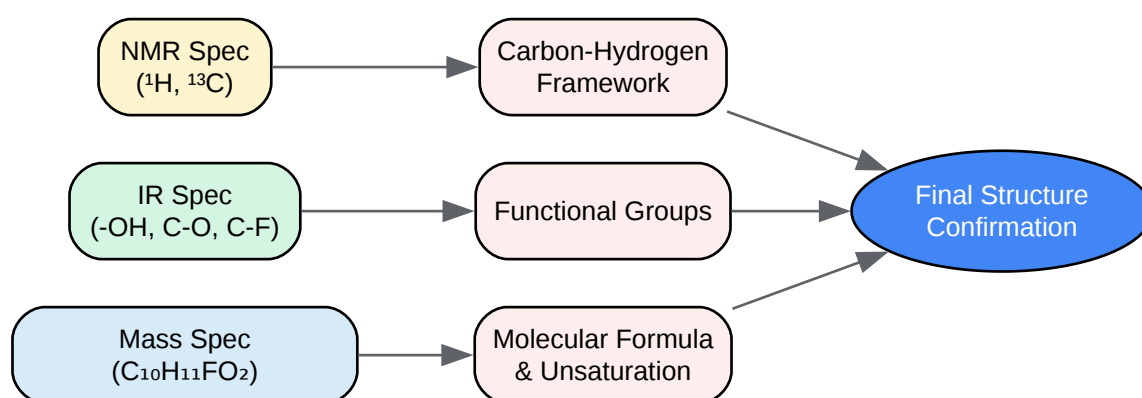 NMR Spec
(¹H, ¹³C)
Carbon-Hydrogen
Framework
IR Spec
(-OH, C-O, C-F)
Functional Groups
Final Structure
Confirmation
Mass Spec
(C₁₀H₁₁FO₂)
Molecular Formula
& Unsaturation